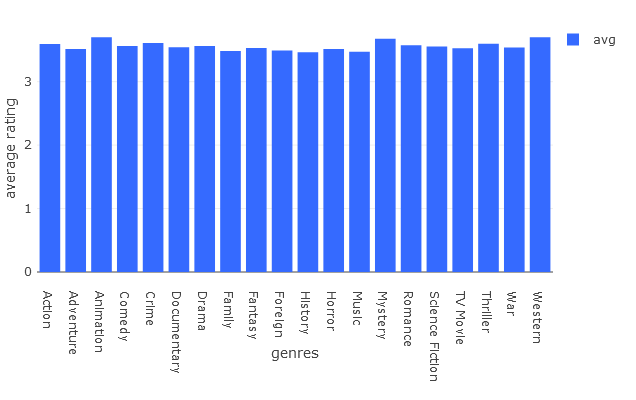 avg
3
2
1
0
average rating
Action
Adventure
Animation
Comedy
Crime
Documentary
Drama
Family
Fantasy
Foreign
History
Horror
Music
Mystery
Romance
Science Fiction
TV Movie
Thriller
War
Western
genres